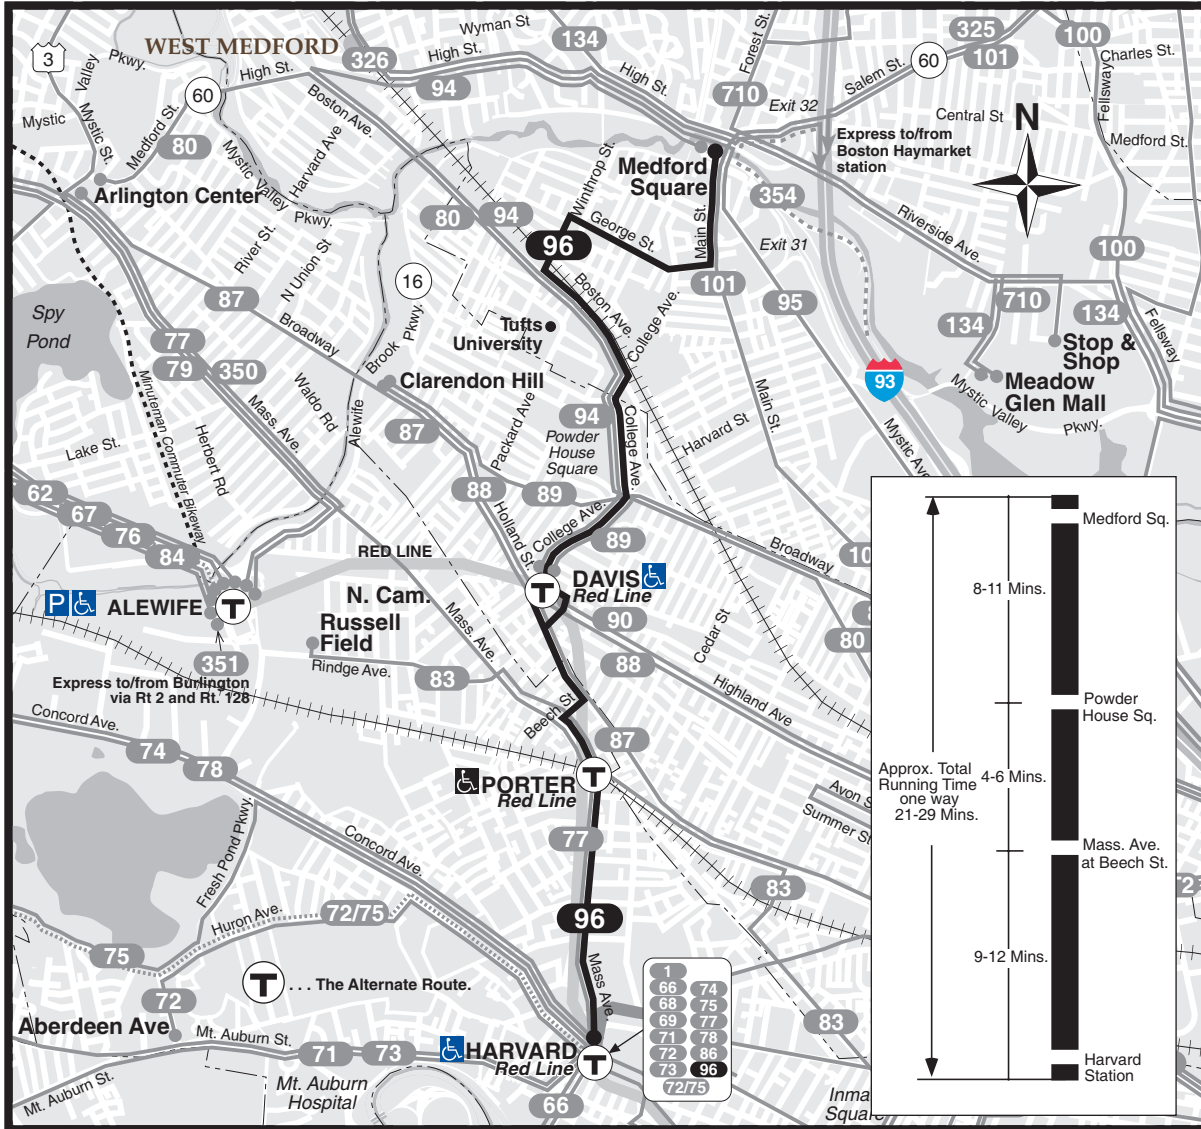 WEST MEDFORD
3
Valley
Pkwy.
Mystic
Mystic St.
Medford St.
60
80
High St.
326
94
High St.
Wyman St
134
High St.
Forest St.
710
Exit 32
Salem St.
60
325
101
100
Charles St.
Fellsway
Central St
Medford St.
N
Express to/from
Boston Haymarket
station
Boston Ave.
Harvard Ave
Mystic Valley
Pkwy.
Arlington Center
River St.
N Union St
80
94
Winthrop St.
Medford
Square
354
George St.
Main St.
Exit 31
Riverside Ave.
100
96
16
87
Broadway
Brook
Pkwy.
Boston Ave.
College Ave.
101
95
710
134
134
Fellsway
Spy
Pond
77
79
350
Tufts
University
Stop &
Shop
Meadow
Glen Mall
Mystic Valley
Pkwy.
93
Clarendon Hill
Waldo Rd
Mass. Ave.
Minuteman Commuter Bikeway
Herbert Rd
Alewife
Lake St.
87
Packard Ave
94
Powder
House
Square
College Ave.
Harvard St
Main St.
Mystic Ave
62
67
76
84
88
89
Holland St.
College Ave.
89
Broadway
RED LINE
P
ALEWIFE
T
N. Cam.
Russell
Field
T
DAVIS
Red Line
90
88
Cedar St
10
80
351
Express to/from Burlington
via Rt 2 and Rt. 128
Rindge Ave.
83
Mass. Ave.
Beech St
Highland Ave
87
Concord Ave.
74
78
PORTER
Red Line
T
Avon S
Summer St
77
Fresh Pond Pkwy.
Concord Ave.
83
Huron Ave.
72/75
75
96
72
T
. . . The Alternate Route.
Mass Ave.
Aberdeen Ave
Mt. Auburn St.
71
73
HARVARD
Red Line
T
66
Mt. Auburn St.
Mt. Auburn
Hospital
83
Inma
Squar
1
66
74
68
75
69
77
71
78
72
86
73
96
72/75
Medford Sq.
8-11 Mins.
Powder
House Sq.
Approx. Total
Running Time
one way
21-29 Mins.
4-6 Mins.
Mass. Ave.
at Beech St.
9-12 Mins.
Harvard
Station